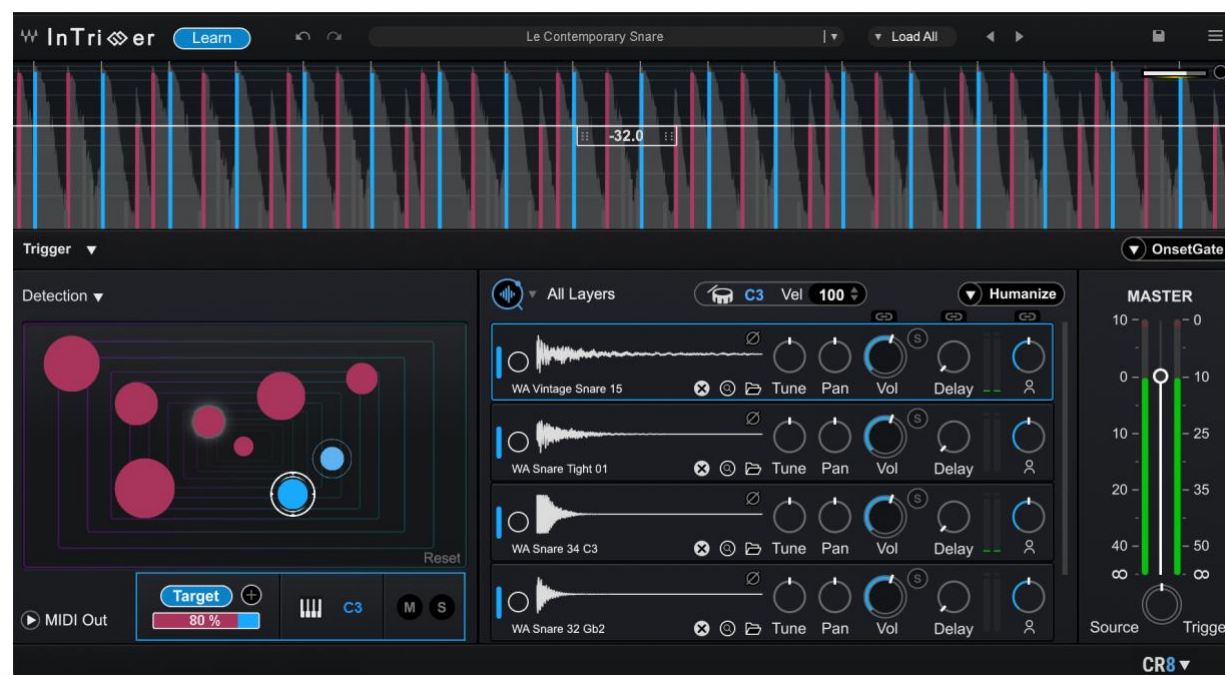 InTrigger Learn Le Contemporary Snare Load All
-32.0
Trigger OnsetGate
Detection All Layers C3 Vel 100 Humanize MASTER
10 0
WA Vintage Snare 15 Tune Pan Vol S Delay
0 10
WA Snare Tight 01 Tune Pan Vol S Delay
10 25
20 35
WA Snare 34 C3 Tune Pan Vol S Delay
40 50
∞ ∞
Reset
Target
80 % C3 M S
MIDI Out
WA Snare 32 Gb2 Tune Pan Vol S Delay
Source Trigge
CR8